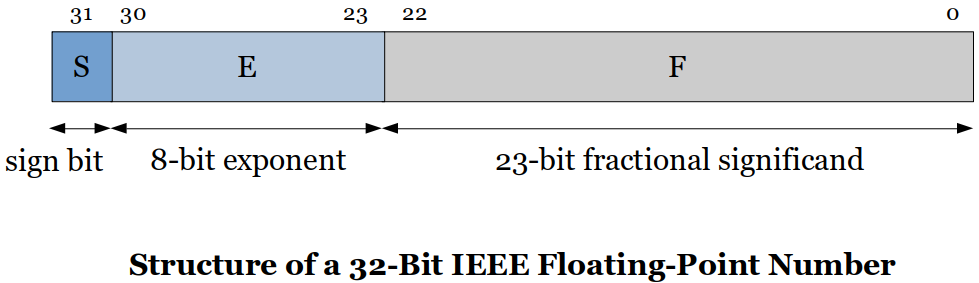 31 30 23 22 0
S E F
sign bit 8-bit exponent 23-bit fractional significand
Structure of a 32-Bit IEEE Floating-Point Number